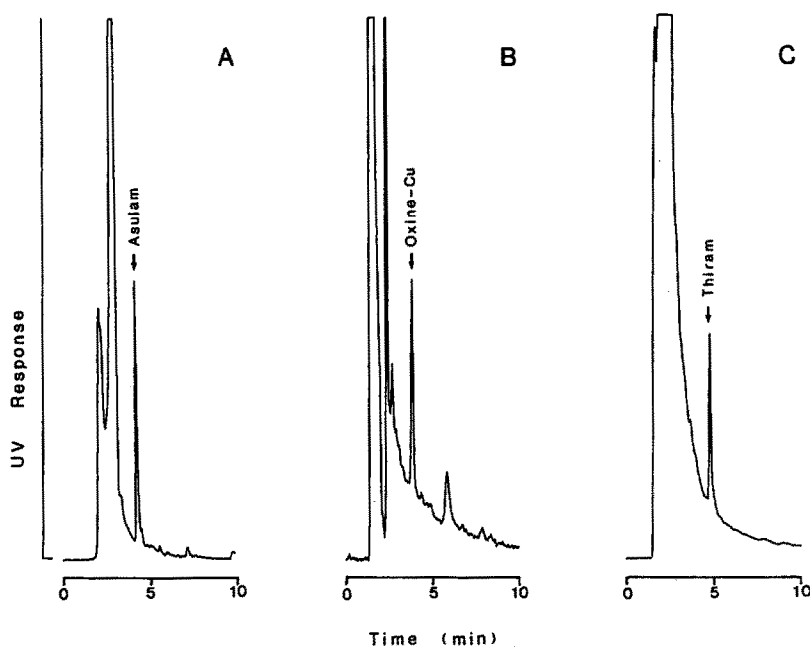 A
B
C
Asulam
Oxine-Cu
Thiram
UV Response
0 5 10
0 5 10
0 5 10
Time (min)